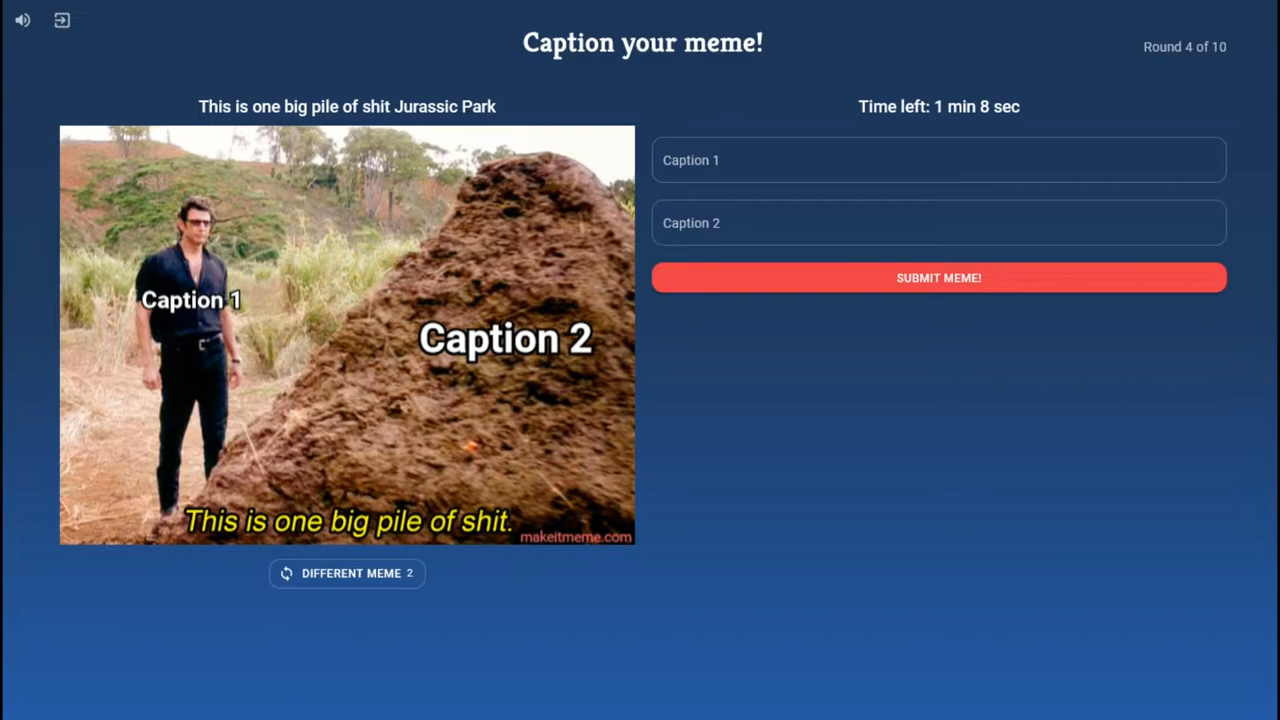 Caption your meme!
Round 4 of 10
This is one big pile of shit Jurassic Park
Caption 1
Caption 2
This is one big pile of shit.
makeitmeme.com
DIFFERENT MEME 2
Time left: 1 min 8 sec
Caption 1
Caption 2
SUBMIT MEME!